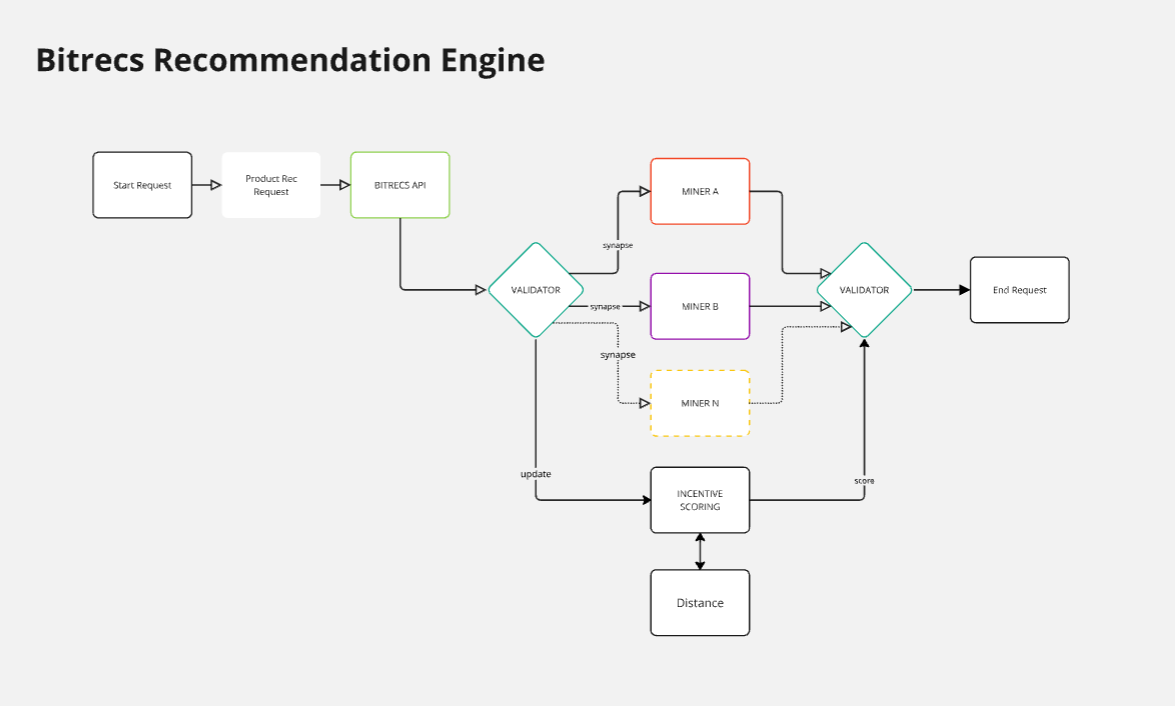 Bitrecs Recommendation Engine
Start Request
Product Rec
Request
BITRECS API
VALIDATOR
synapse
synapse
synapse
MINER A
MINER B
MINER N
VALIDATOR
End Request
update
INCENTIVE
SCORING
score
Distance